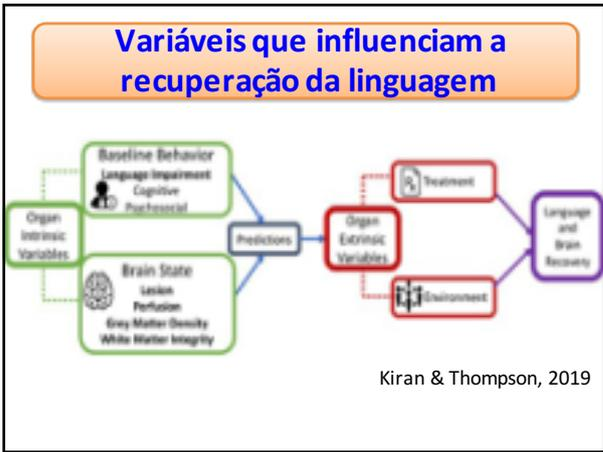 Variáveis que influenciam a
recuperação da linguagem
Baseline Behavior
Language Impairment
Cognitive
Psychosocial
Organ
Intrinsic
Variables
Brain State
Lesion
Perfusion
Grey Matter Density
White Matter Integrity
Predictions
Organ
Extrinsic
Variables
Treatment
Environment
Language
and
Brain
Recovery
Kiran & Thompson, 2019